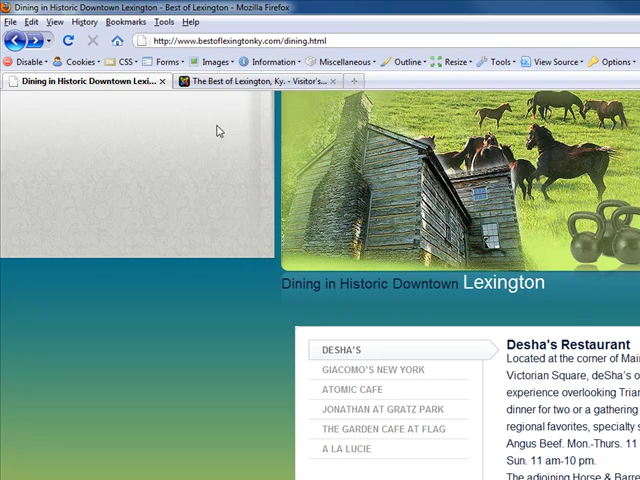 Dining in Historic Downtown Lexington - Best of Lexington - Mozilla Firefox
File Edit View History Bookmarks Tools Help
http://www.bestoflexingtonky.com/dining.html
Disable Cookies CSS Forms Images Information Miscellaneous Outline Resize Tools View Source Options
Dining in Historic Downtown Lexi... The Best of Lexington, Ky. - Visitor's...
Dining in Historic Downtown Lexington
DESHA'S
GIACOMO'S NEW YORK
ATOMIC CAFE
JONATHAN AT GRATZ PARK
THE GARDEN CAFE AT FLAG
A LA LUCIE
Desha's Restaurant
Located at the corner of Mai
Victorian Square, deSha's o
experience overlooking Tria
dinner for two or a gathering
regional favorites, specialty s
Angus Beef. Mon.-Thurs. 11
Sun. 11 am-10 pm.
The adjoining Horse & Barre